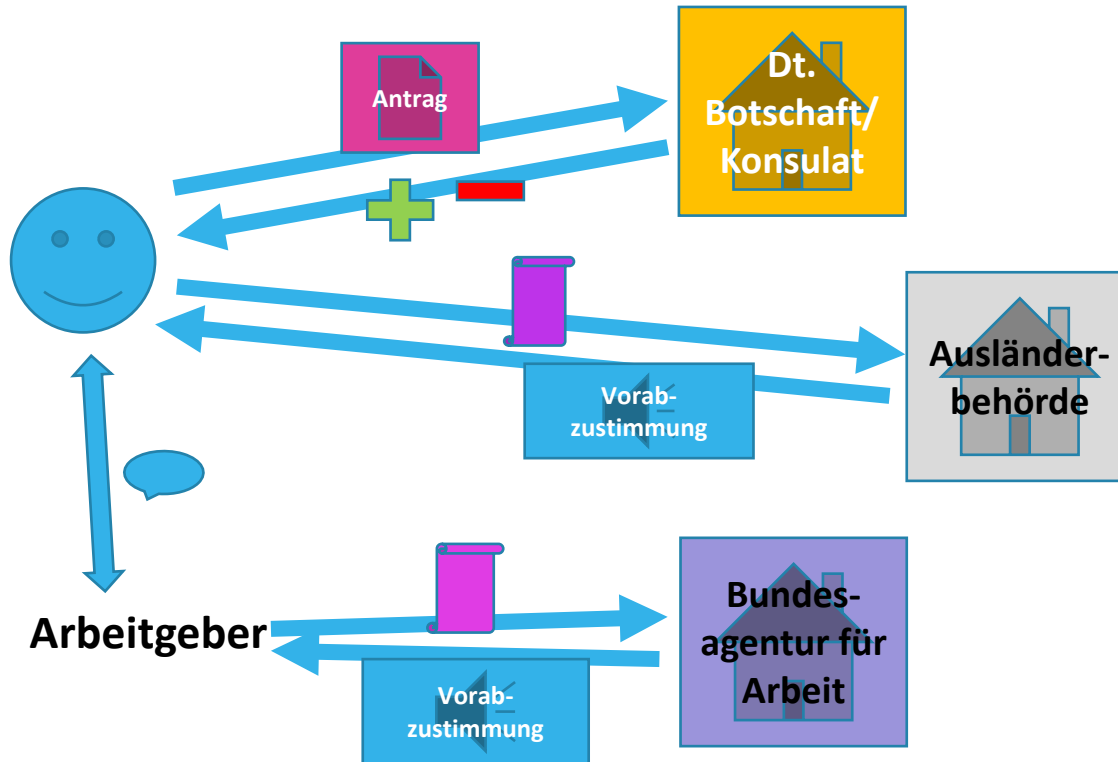 Antrag
Dt.
Botschaft/
Konsulat
Vorab-
zustimmung
Ausländer-
behörde
Arbeitgeber
Bundes-
agentur für
Arbeit
Vorab-
zustimmung